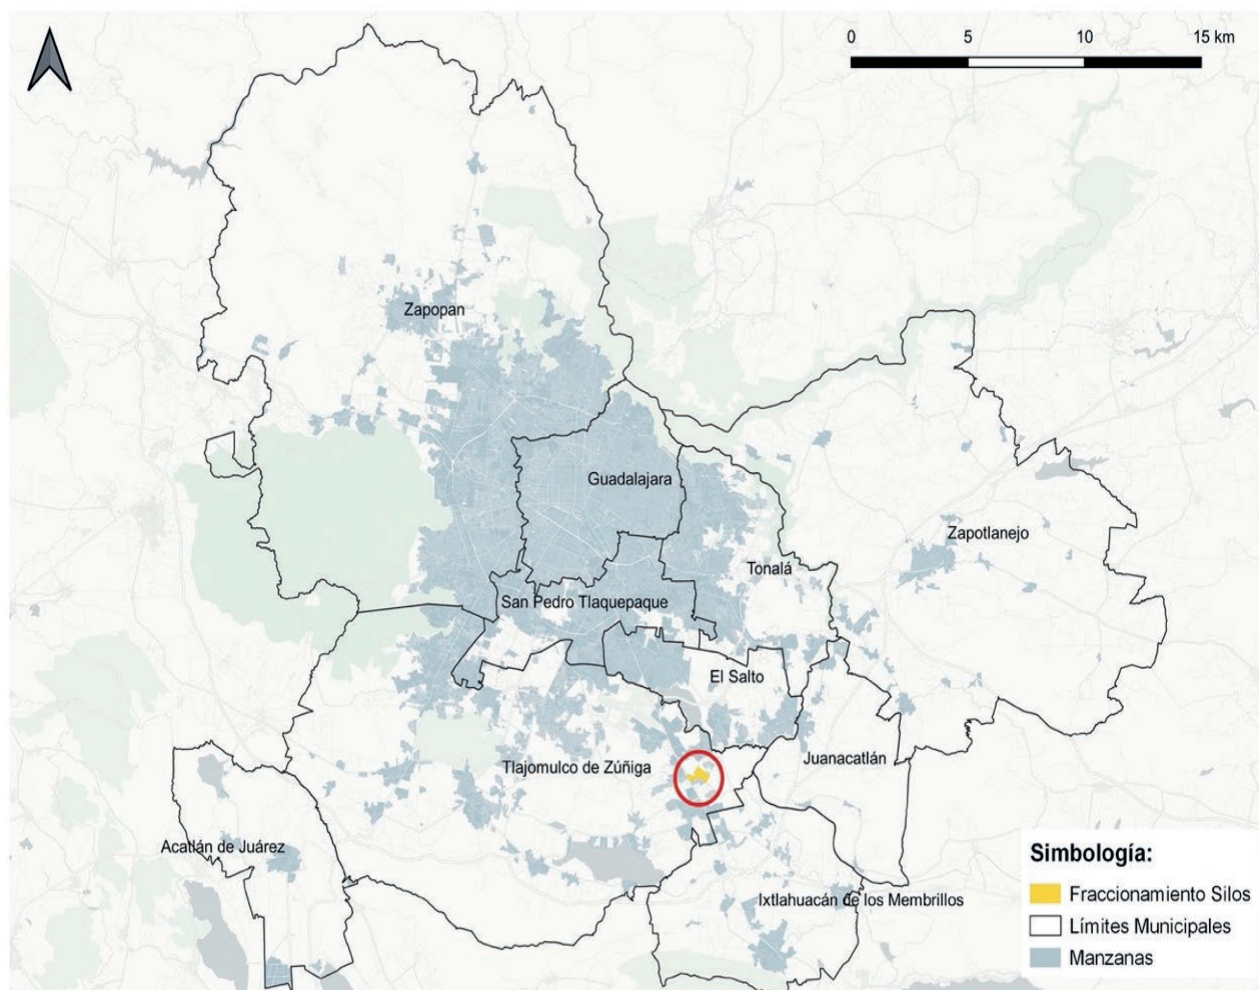 0 5 10 15 km
Zapopan
Guadalajara
Zapotlanejo
Tonalá
San Pedro Tlaquepaque
El Salto
Juanacatlán
Tlajomulco de Zúñiga
Acatlán de Juárez
Ixtlahuacán de los Membrillos
Simbología:
Fraccionamiento Silos
Límites Municipales
Manzanas